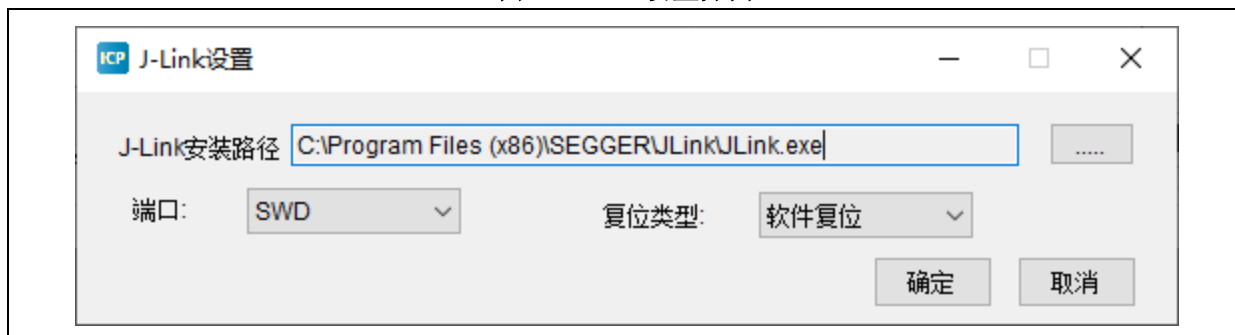 ICP J-Link设置
J-Link安装路径 C:\Program Files (x86)\SEGGER\JLink\JLink.exe .....
端口: SWD 复位类型: 软件复位
确定 取消